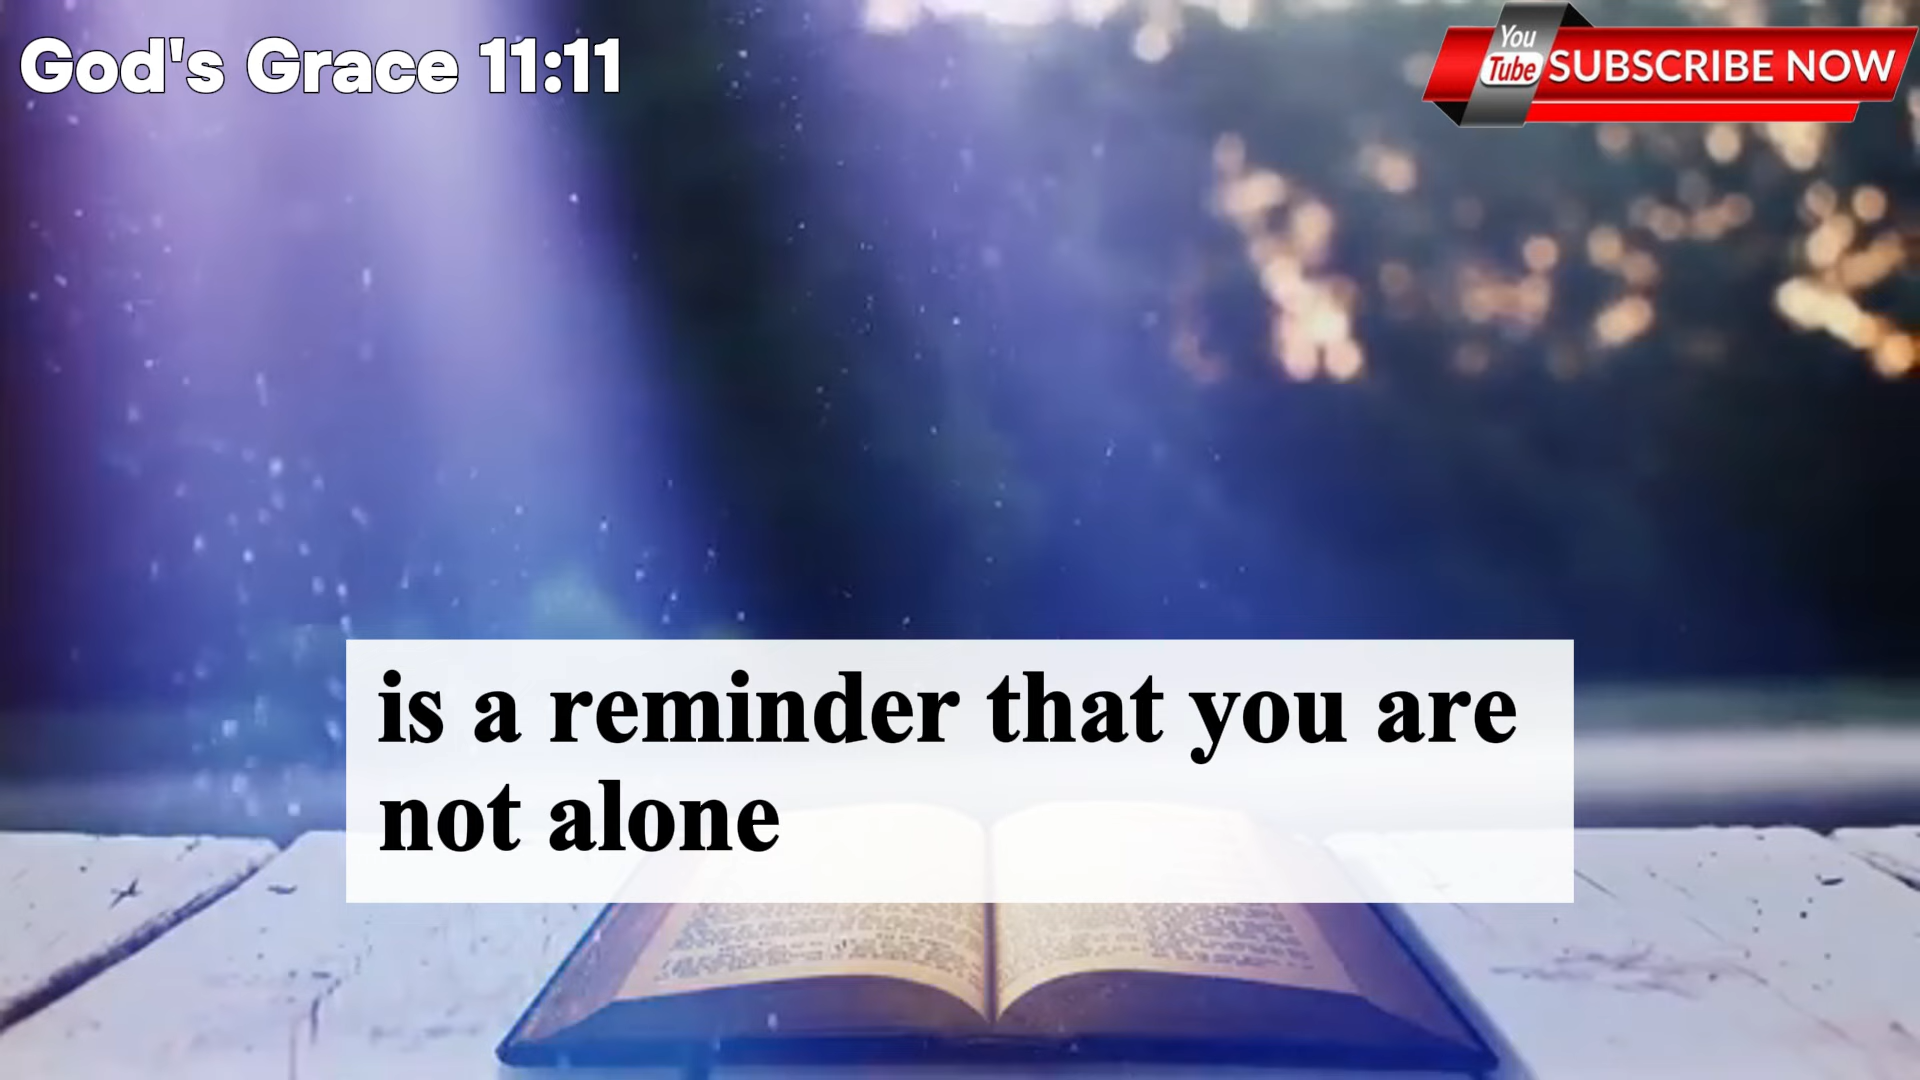 God's Grace 11:11
You
Tube
SUBSCRIBE NOW
is a reminder that you are
not alone